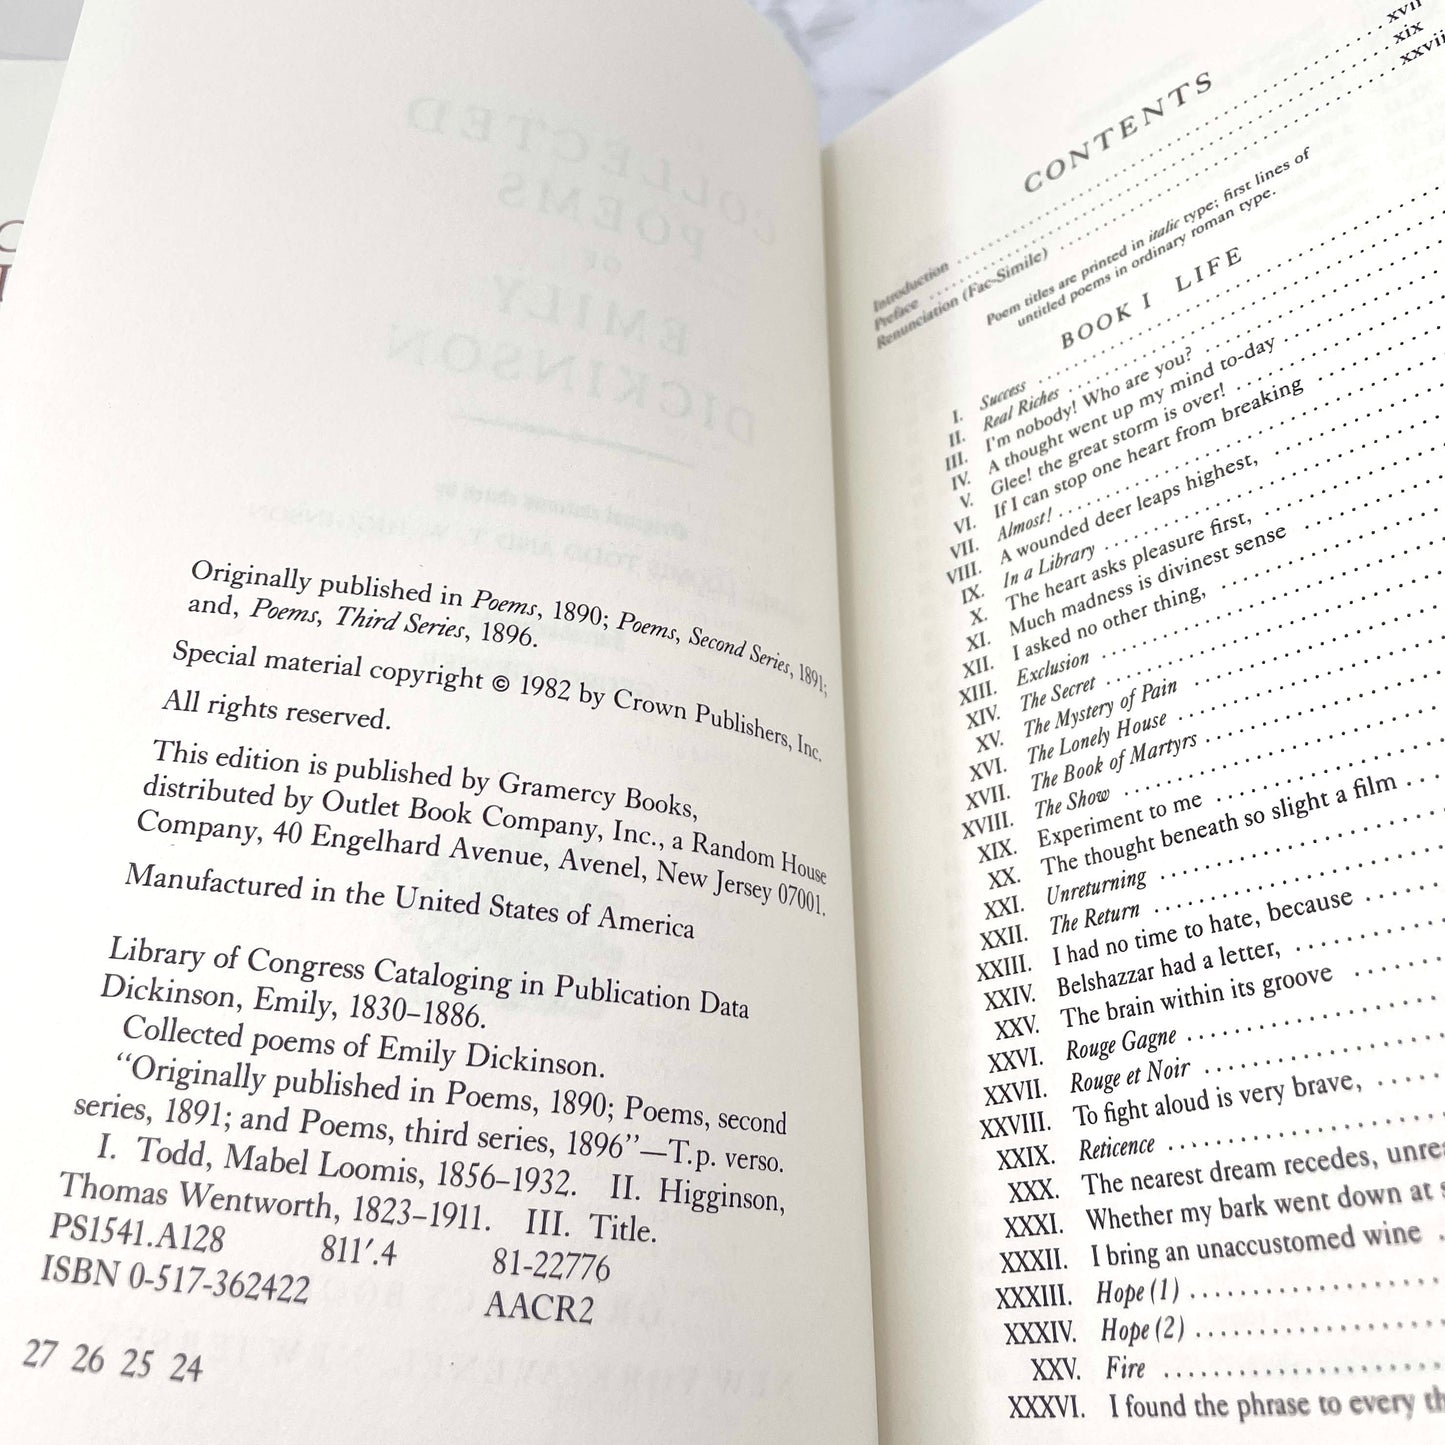 Originally published in Poems, 1890; Poems, Second Series, 1891;
and, Poems, Third Series, 1896.
Special material copyright © 1982 by Crown Publishers, Inc.
All rights reserved.
This edition is published by Gramercy Books,
distributed by Outlet Book Company, Inc., a Random House
Company, 40 Engelhard Avenue, Avenel, New Jersey 07001.
Manufactured in the United States of America
Library of Congress Cataloging in Publication Data
Dickinson, Emily, 1830–1886.
Collected poems of Emily Dickinson.
“Originally published in Poems, 1890; Poems, second
series, 1891; and Poems, third series, 1896”—T.p. verso.
I. Todd, Mabel Loomis, 1856–1932. II. Higginson,
Thomas Wentworth, 1823–1911. III. Title.
PS1541.A128 811′.4 81-22776
ISBN 0-517-362422 AACR2
27 26 25 24
CONTENTS
Introduction . . . . . xvii
Preface . . . . . xix
Renunciation (Fac-Simile) . . . . . xxvii
Poem titles are printed in italic type; first lines of
untitled poems in ordinary roman type.
BOOK I LIFE
I. Success
II. Real Riches
III. I'm nobody! Who are you?
IV. A thought went up my mind to-day
V. Glee! the great storm is over!
VI. If I can stop one heart from breaking
VII. Almost!
VIII. A wounded deer leaps highest,
IX. In a Library
X. The heart asks pleasure first,
XI. Much madness is divinest sense
XII. I asked no other thing,
XIII. Exclusion
XIV. The Secret
XV. The Mystery of Pain
XVI. The Lonely House
XVII. The Book of Martyrs
XVIII. The Show
XIX. Experiment to me
XX. The thought beneath so slight a film
XXI. Unreturning
XXII. The Return
XXIII. I had no time to hate, because
XXIV. Belshazzar had a letter,
XXV. The brain within its groove
XXVI. Rouge Gagne
XXVII. Rouge et Noir
XXVIII. To fight aloud is very brave,
XXIX. Reticence
XXX. The nearest dream recedes, unrea
XXXI. Whether my bark went down at s
XXXII. I bring an unaccustomed wine
XXXIII. Hope (1)
XXXIV. Hope (2)
XXV. Fire
XXXVI. I found the phrase to every th